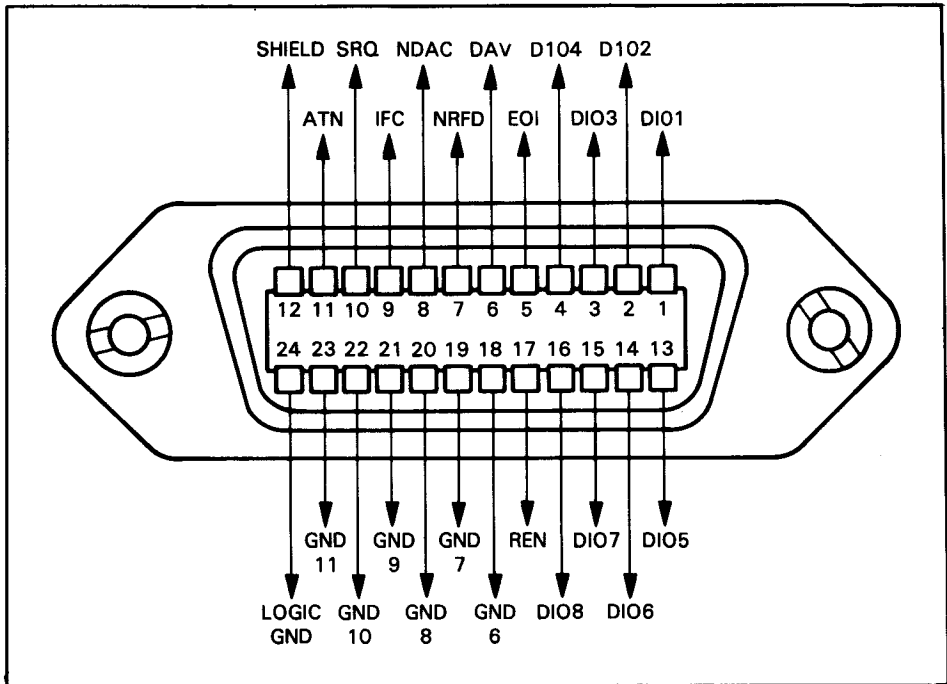 SHIELD SRQ NDAC DAV D104 D102
ATN IFC NRFD EOI DIO3 DI01
12 11 10 9 8 7 6 5 4 3 2 1
24 23 22 21 20 19 18 17 16 15 14 13
GND 11 GND 9 GND 7 REN DIO7 DIO5
LOGIC GND GND 10 GND 8 GND 6 DIO8 DIO6